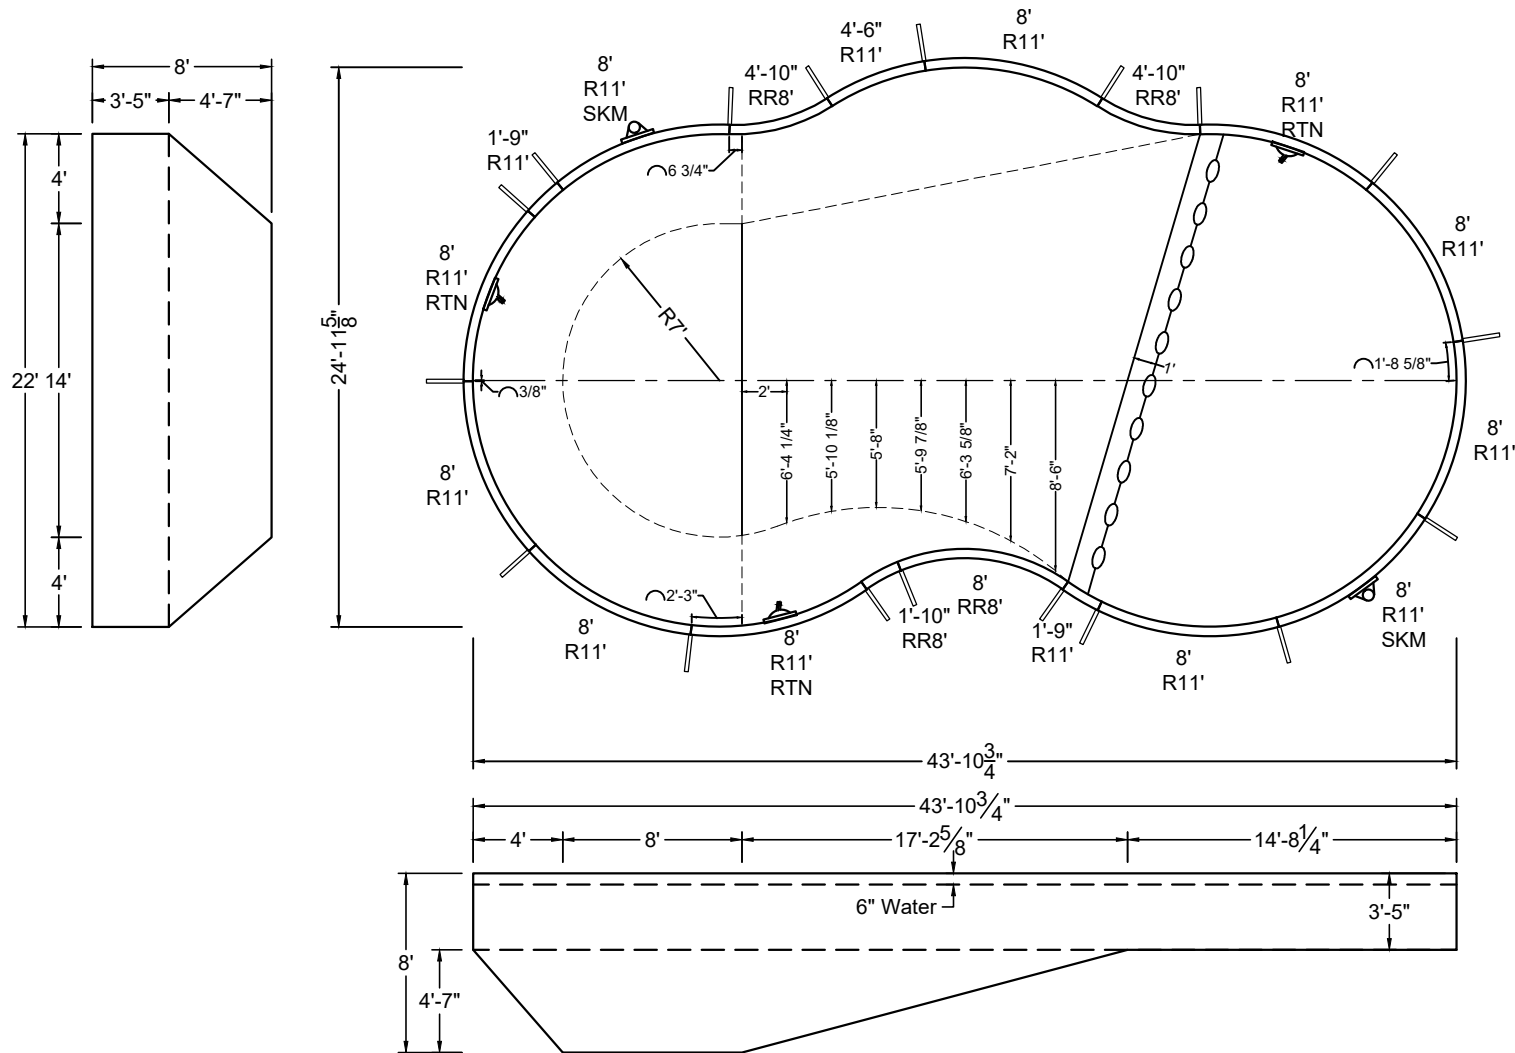 8'
3'-5"
4'-7"
22'
4'
14'
4'
24'-11 5/8"
8'
R11'
SKM
4'-10"
RR8'
4'-6"
R11'
8'
R11'
4'-10"
RR8'
8'
R11'
RTN
1'-9"
R11'
6 3/4"
8'
R11'
8'
R11'
RTN
R7'
1'
1'-8 5/8"
3/8"
2'
6'-4 1/4"
5'-10 1/8"
5'-8"
5'-9 7/8"
6'-3 5/8"
7'-2"
8'-6"
8'
R11'
8'
R11'
2'-3"
8'
R11'
8'
R11'
RTN
1'-10"
RR8'
8'
RR8'
1'-9"
R11'
8'
R11'
8'
R11'
SKM
43'-10 3/4"
43'-10 3/4"
4'
8'
17'-2 5/8"
14'-8 1/4"
6" Water
3'-5"
8'
4'-7"